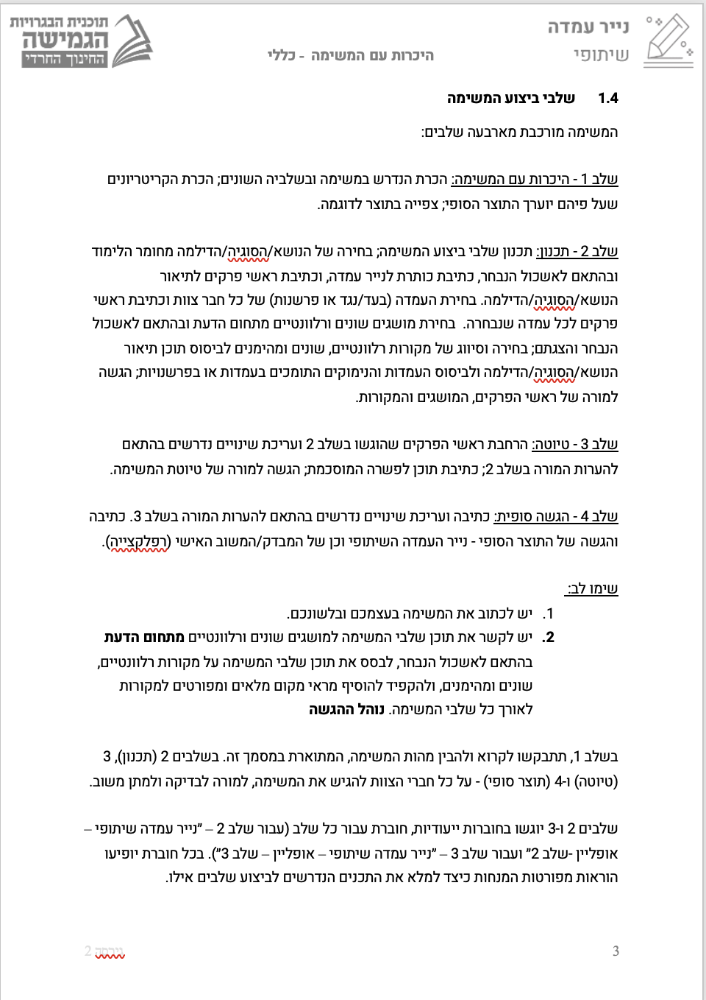 נייר עמדה
שיתופי
היכרות עם המשימה - כללי
תוכנית הבגרויות
הגמישה
החינוך החרדי
1.4 שלבי ביצוע המשימה
המשימה מורכבת מארבעה שלבים:
שלב 1 - היכרות עם המשימה: הכרת הנדרש במשימה ובשלביה השונים; הכרת הקריטריונים
שעל פיהם יוערך התוצר הסופי; צפייה בתוצר לדוגמה.
שלב 2 - תכנון: תכנון שלבי ביצוע המשימה; בחירה של הנושא/הסוגיה/הדילמה מחומר הלימוד
ובהתאם לאשכול הנבחר, כתיבת כותרת לנייר עמדה, וכתיבת ראשי פרקים לתיאור
הנושא/הסוגיה/הדילמה. בחירת העמדה (בעד/נגד או פרשנות) של כל חבר צוות וכתיבת ראשי
פרקים לכל עמדה שנבחרה. בחירת מושגים שונים ורלוונטיים מתחום הדעת ובהתאם לאשכול
הנבחר והצגתם; בחירה וסיווג של מקורות רלוונטיים, שונים ומהימנים לביסוס תוכן תיאור
הנושא/הסוגיה/הדילמה ולביסוס העמדות והנימוקים התומכים בעמדות או בפרשנויות; הגשה
למורה של ראשי הפרקים, המושגים והמקורות.
שלב 3 - טיוטה: הרחבת ראשי הפרקים שהוגשו בשלב 2 ועריכת שינויים נדרשים בהתאם
להערות המורה בשלב 2; כתיבת תוכן לפשרה המוסכמת; הגשה למורה של טיוטת המשימה.
שלב 4 - הגשה סופית: כתיבה ועריכת שינויים נדרשים בהתאם להערות המורה בשלב 3. כתיבה
והגשה של התוצר הסופי - נייר העמדה השיתופי וכן של המבדק/המשוב האישי (רפלקצייה).
שימו לב:
1. יש לכתוב את המשימה בעצמכם ובלשונכם.
2. יש לקשר את תוכן שלבי המשימה למושגים שונים ורלוונטיים מתחום הדעת
בהתאם לאשכול הנבחר, לבסס את תוכן שלבי המשימה על מקורות רלוונטיים,
שונים ומהימנים, ולהקפיד להוסיף מראי מקום מלאים ומפורטים למקורות
לאורך כל שלבי המשימה. נוהל ההגשה
בשלב 1, תתבקשו לקרוא ולהבין מהות המשימה, המתוארת במסמך זה. בשלבים 2 (תכנון), 3
(טיוטה) ו-4 (תוצר סופי) - על כל חברי הצוות להגיש את המשימה, למורה לבדיקה ולמתן משוב.
שלבים 2 ו-3 יוגשו בחוברות ייעודיות, חוברת עבור כל שלב (עבור שלב 2 – "נייר עמדה שיתופי –
אופליין -שלב 2" ועבור שלב 3 – "נייר עמדה שיתופי – אופליין – שלב 3"). בכל חוברת יופיעו
הוראות מפורטות המנחות כיצד למלא את התכנים הנדרשים לביצוע שלבים אילו.
3
גירסה 2